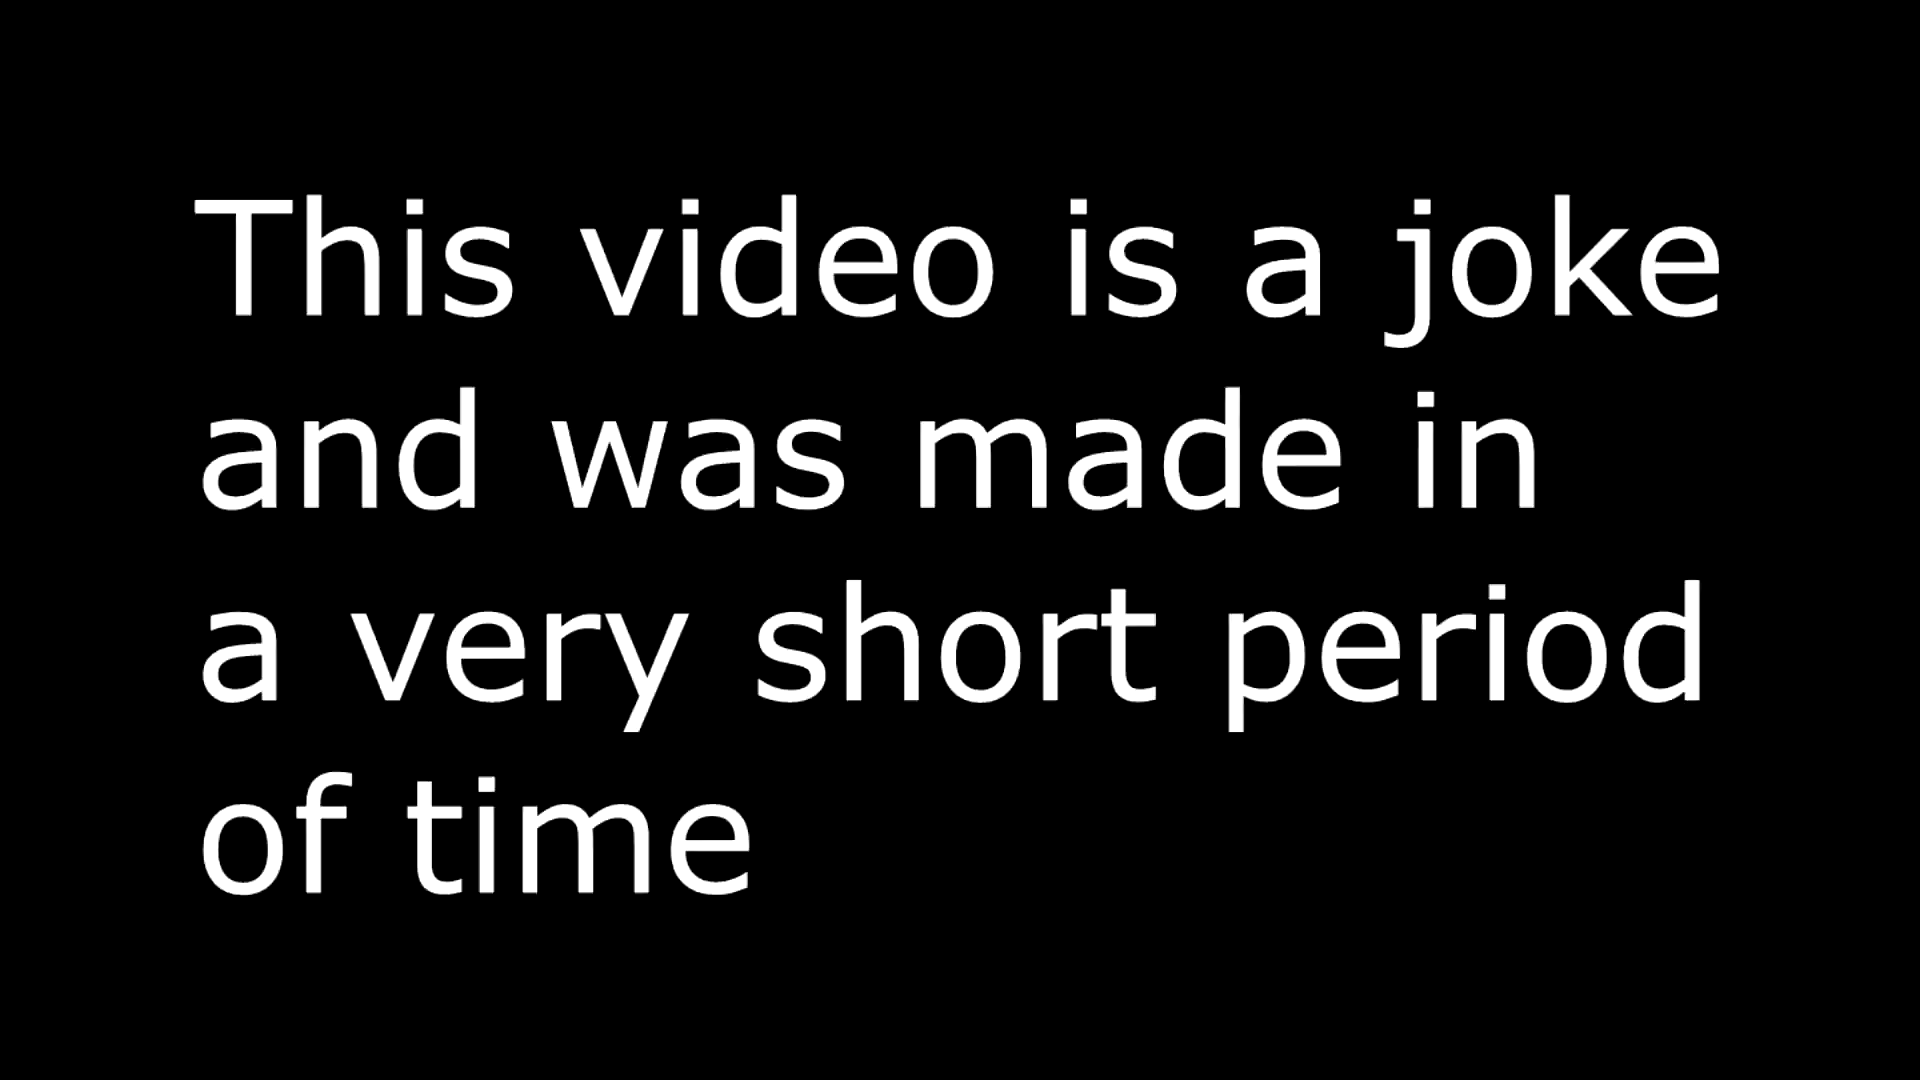 This video is a joke
and was made in
a very short period
of time